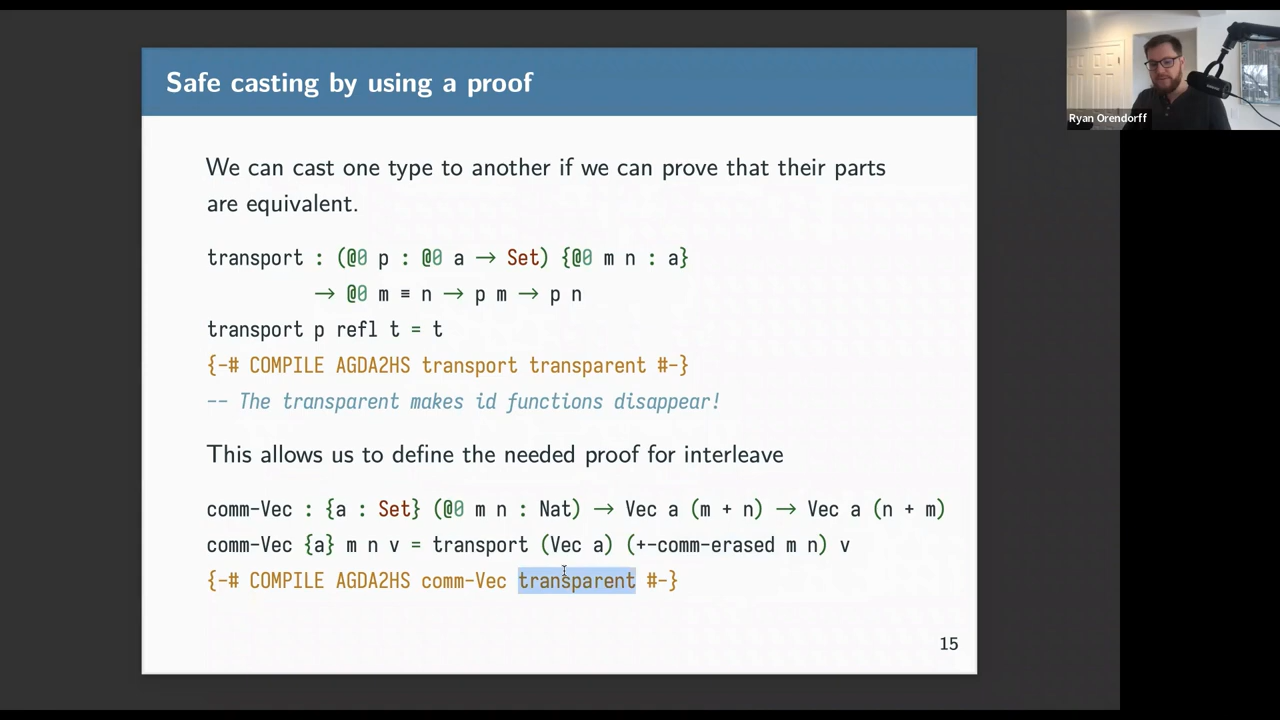 Safe casting by using a proof
Ryan Orendorff
We can cast one type to another if we can prove that their parts
are equivalent.
transport : (@0 p : @0 a → Set) {@0 m n : a}
→ @0 m ≡ n → p m → p n
transport p refl t = t
{-# COMPILE AGDA2HS transport transparent #-}
-- The transparent makes id functions disappear!
This allows us to define the needed proof for interleave
comm-Vec : {a : Set} (@0 m n : Nat) → Vec a (m + n) → Vec a (n + m)
comm-Vec {a} m n v = transport (Vec a) (+-comm-erased m n) v
{-# COMPILE AGDA2HS comm-Vec transparent #-}
15